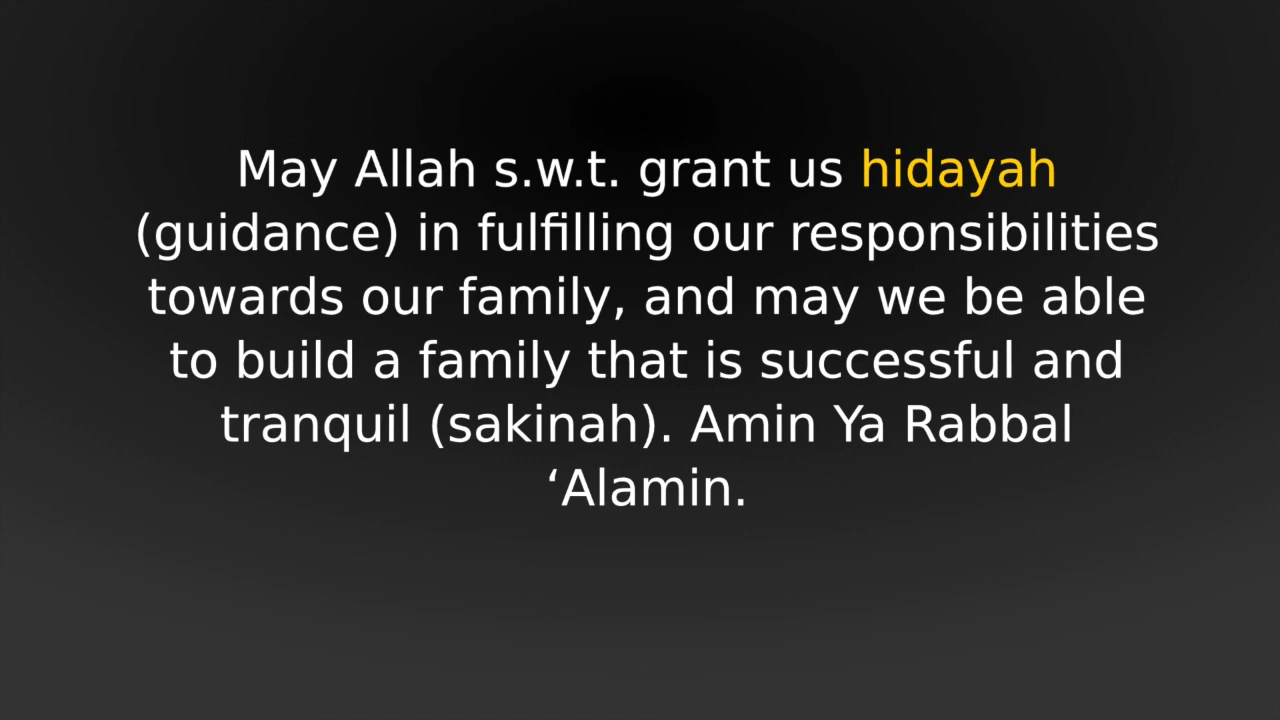 May Allah s.w.t. grant us hidayah
(guidance) in fulfilling our responsibilities
towards our family, and may we be able
to build a family that is successful and
tranquil (sakinah). Amin Ya Rabbal
‘Alamin.